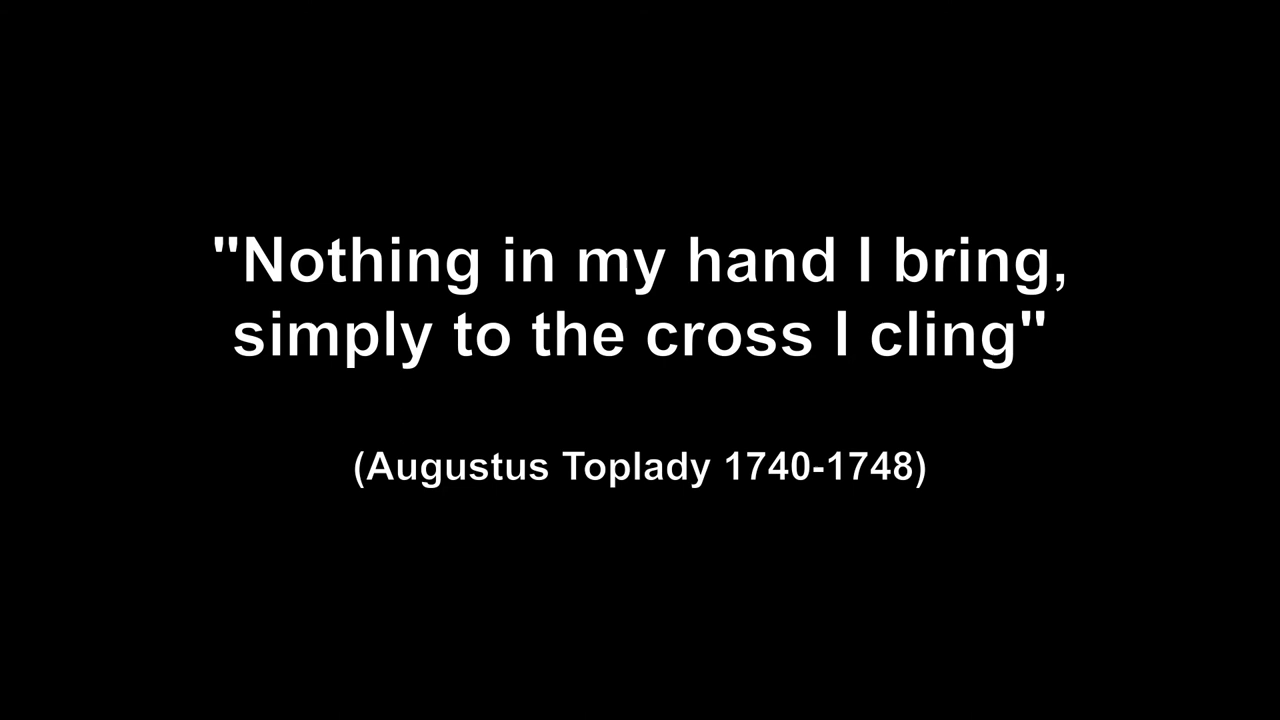 "Nothing in my hand I bring,
simply to the cross I cling"
(Augustus Toplady 1740-1748)